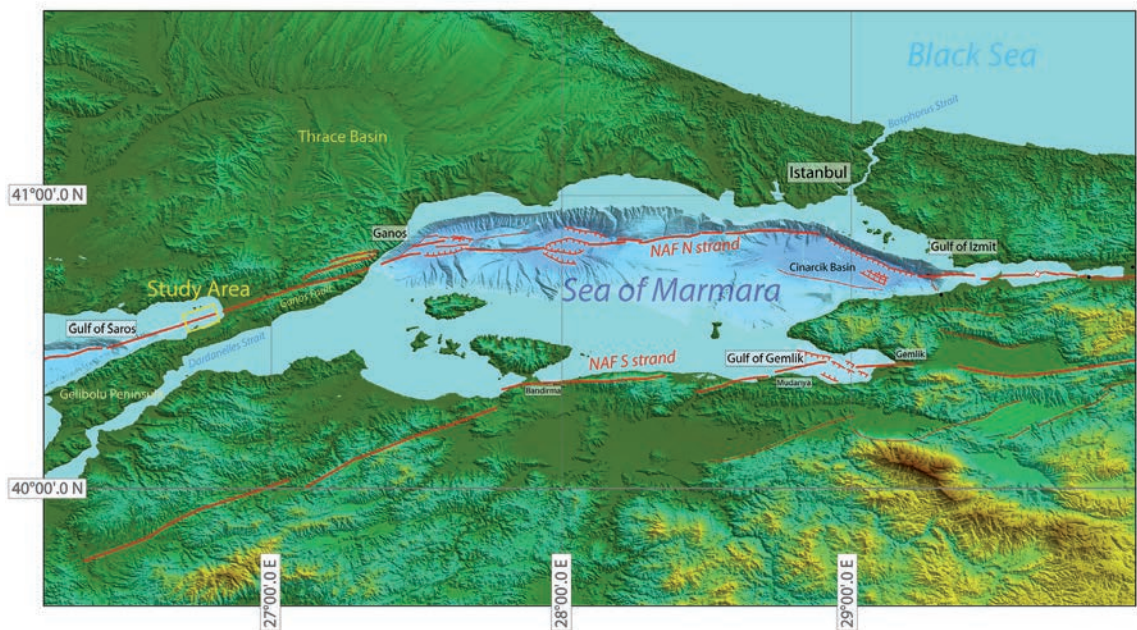 Black Sea
Bosphorus Strait
Thrace Basin
Istanbul
41°00'.0 N
Ganos
NAF N strand
Gulf of Izmit
Cinarcik Basin
Study Area
Ganos Fault
Sea of Marmara
Gulf of Saros
Dardanelles Strait
NAF S strand
Gulf of Gemlik
Gemlik
Gelibolu Peninsula
Bandirma
Mudanya
40°00'.0 N
27°00'.0 E
28°00'.0 E
29°00'.0 E